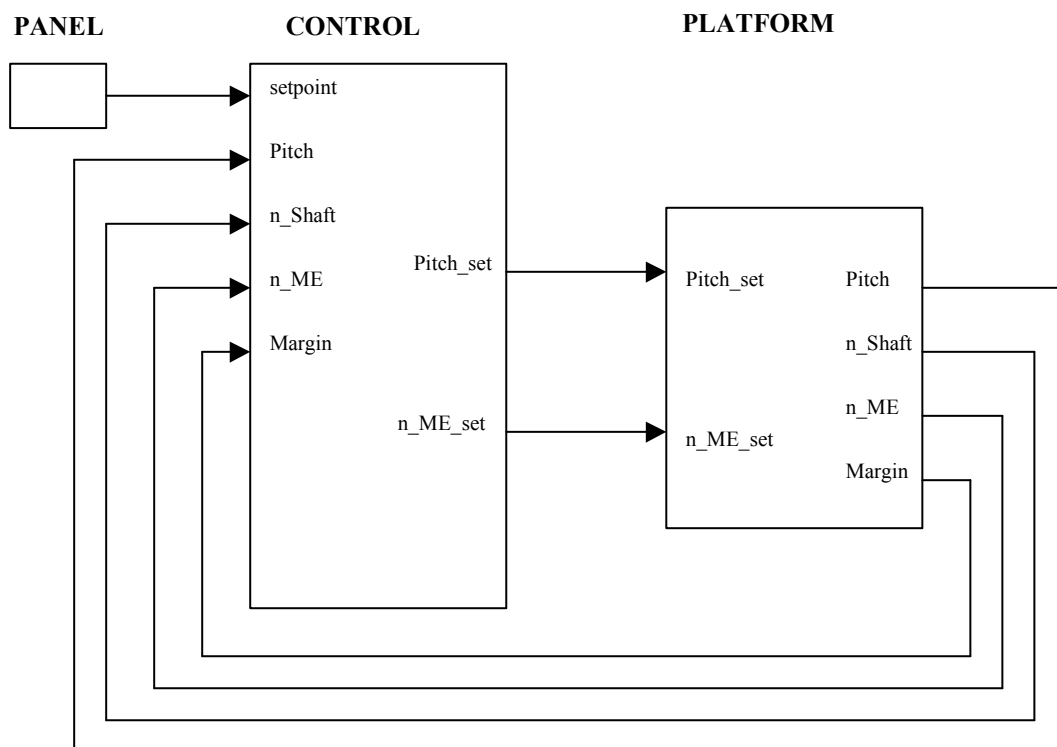 PANEL
CONTROL
PLATFORM
setpoint
Pitch
n_Shaft
n_ME
Margin
Pitch_set
n_ME_set
Pitch_set
n_ME_set
Pitch
n_Shaft
n_ME
Margin